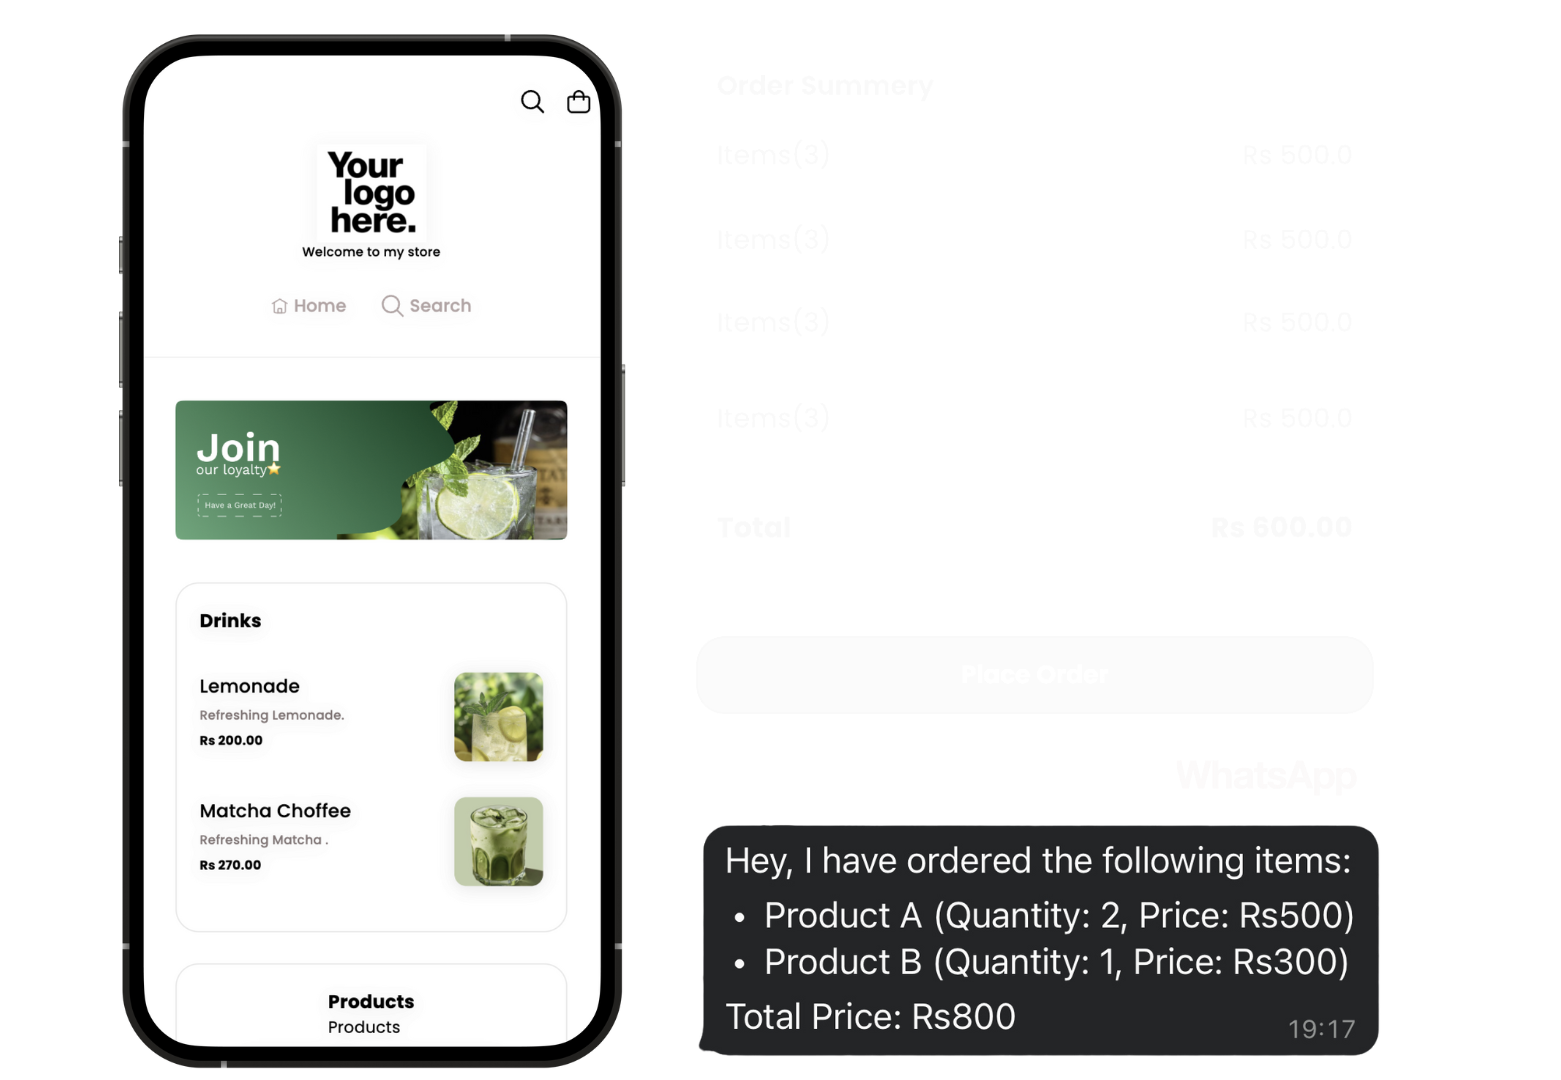 Your
logo
here.
Welcome to my store
Home
Search
Join
our loyalty⭐
Have a Great Day!
Drinks
Lemonade
Refreshing Lemonade.
Rs 200.00
Matcha Choffee
Refreshing Matcha .
Rs 270.00
Products
Products
Order Summery
Items(3) Rs 500.0
Items(3) Rs 500.0
Items(3) Rs 500.0
Items(3) Rs 500.0
Total Rs 600.00
Place Order
WhatsApp
Hey, I have ordered the following items:
• Product A (Quantity: 2, Price: Rs500)
• Product B (Quantity: 1, Price: Rs300)
Total Price: Rs800
19:17